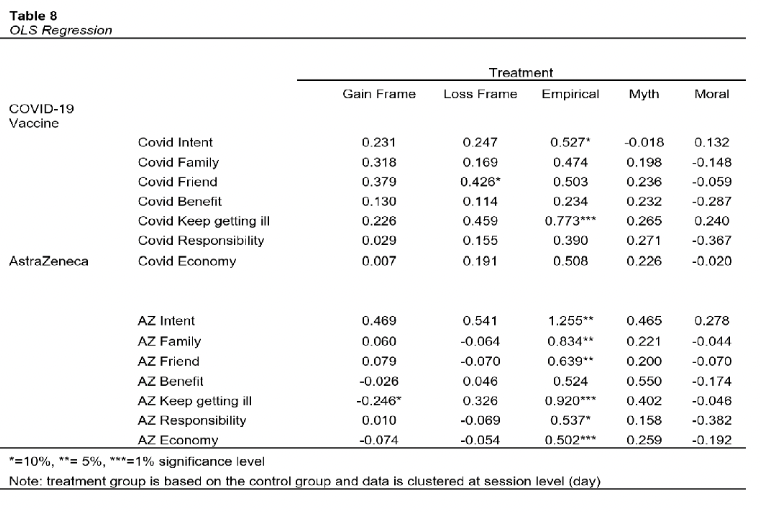 Table 8
OLS Regression
Treatment
Gain Frame Loss Frame Empirical Myth Moral
COVID-19
Vaccine
Covid Intent 0.231 0.247 0.527* -0.018 0.132
Covid Family 0.318 0.169 0.474 0.198 -0.148
Covid Friend 0.379 0.426* 0.503 0.236 -0.059
Covid Benefit 0.130 0.114 0.234 0.232 -0.287
Covid Keep getting ill 0.226 0.459 0.773*** 0.265 0.240
Covid Responsibility 0.029 0.155 0.390 0.271 -0.367
AstraZeneca Covid Economy 0.007 0.191 0.508 0.226 -0.020
AZ Intent 0.469 0.541 1.255** 0.465 0.278
AZ Family 0.060 -0.064 0.834** 0.221 -0.044
AZ Friend 0.079 -0.070 0.639** 0.200 -0.070
AZ Benefit -0.026 0.046 0.524 0.550 -0.174
AZ Keep getting ill -0.246* 0.326 0.920*** 0.402 -0.046
AZ Responsibility 0.010 -0.069 0.537* 0.158 -0.382
AZ Economy -0.074 -0.054 0.502*** 0.259 -0.192
*=10%, **= 5%, ***=1% significance level
Note: treatment group is based on the control group and data is clustered at session level (day)